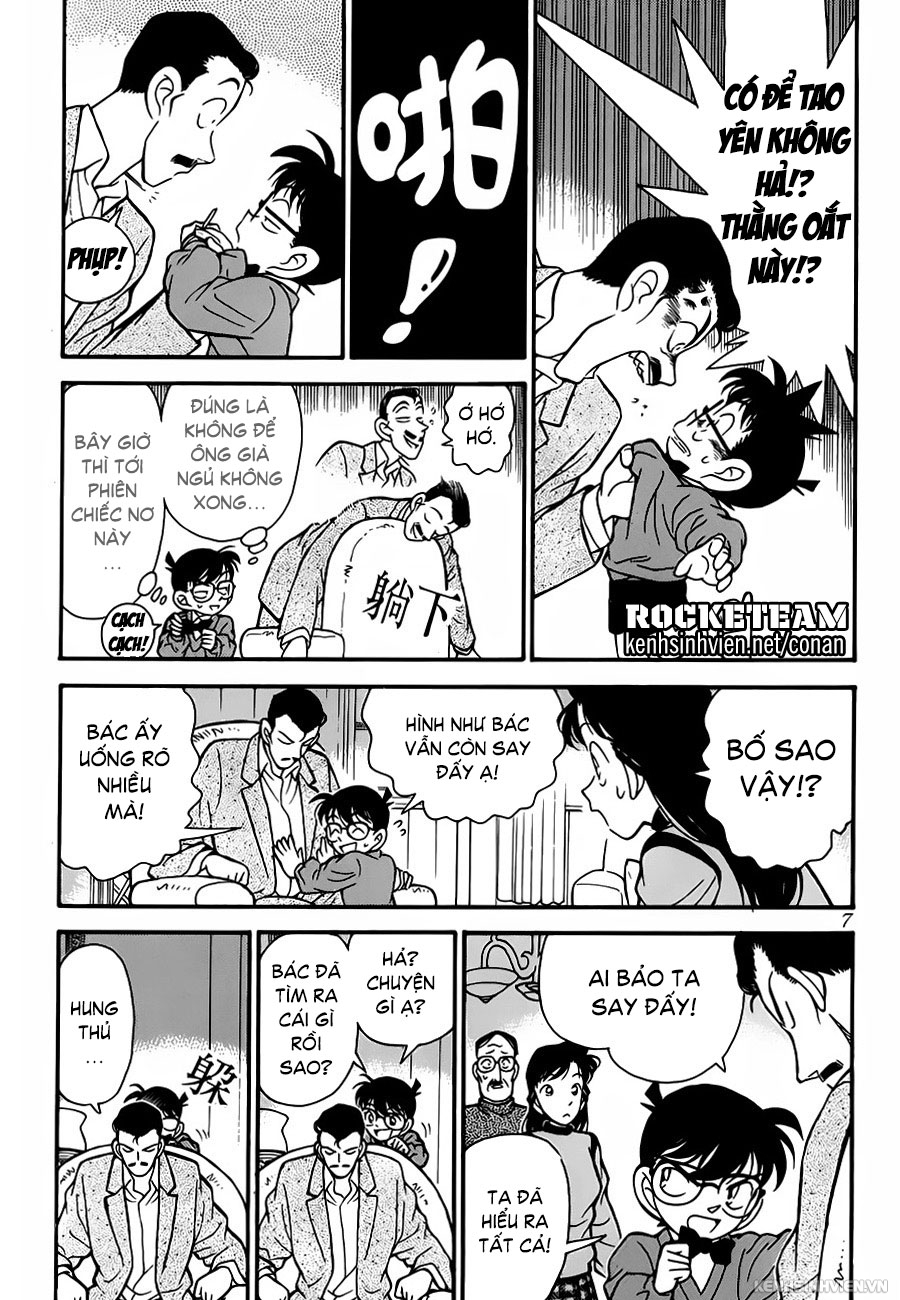 CÓ ĐỂ TAO
YÊN KHÔNG
HẢ!?
THẰNG OẮT
NÀY!?
啪!
PHỤP!
ROCKETEAM
kenhsinhvien.net/conan
Ơ HỚ
HỚ.
ĐÚNG LÀ
KHÔNG ĐỂ
ÔNG GIÀ
NGỦ KHÔNG
XONG...
BÂY GIỜ
THÌ TỚI
PHIÊN
CHIẾC NƠ
NÀY
...
CẠCH
CẠCH!
躺下
BỐ SAO
VẬY!?
HÌNH NHƯ BÁC
VẪN CÒN SAY
ĐẤY Ạ!
BÁC ẤY
UỐNG RÕ
NHIỀU
MÀ!
7
AI BẢO TA
SAY ĐẤY!
TA ĐÃ
HIỂU RA
TẤT CẢ!
HẢ?
CHUYỆN
GÌ Ạ?
BÁC ĐÃ
TÌM RA
CÁI GÌ
RỒI
SAO?
HUNG
THỦ
...
躲
KENHSINHVIEN.VN